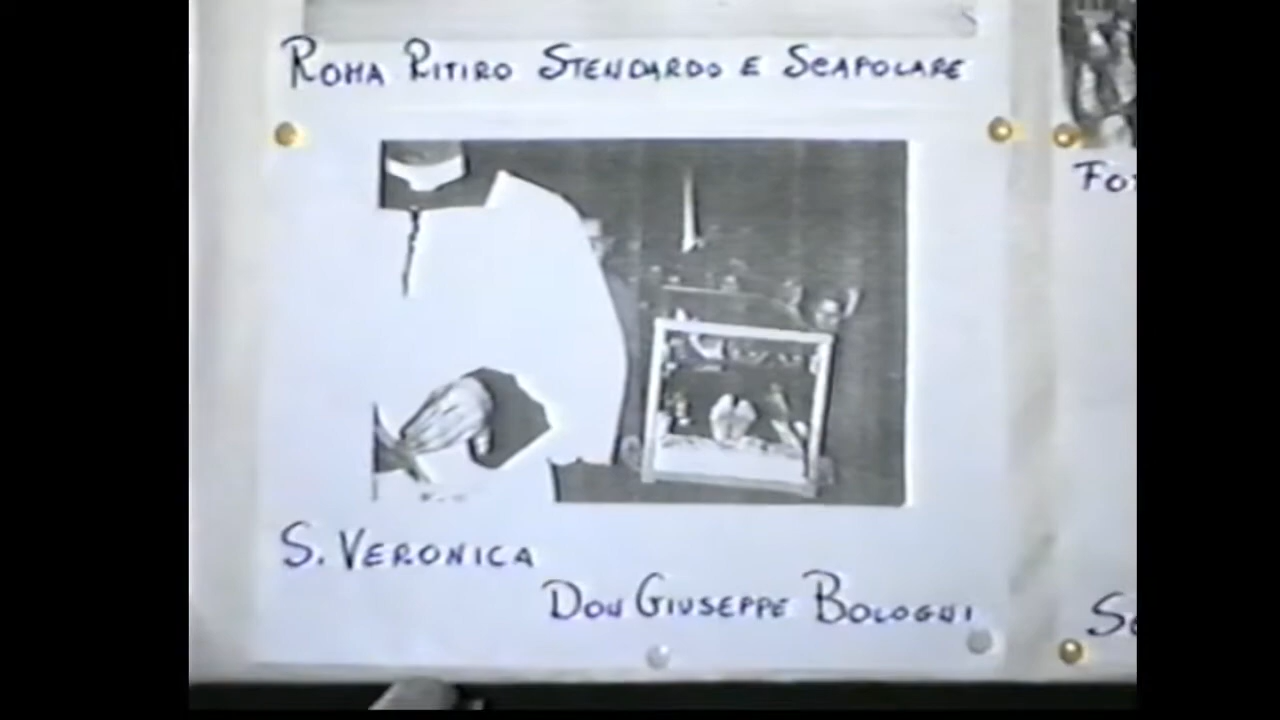 ROMA RITIRO STENDARDO E SCAPOLARE
S. VERONICA
DON GIUSEPPE BOLOGNI